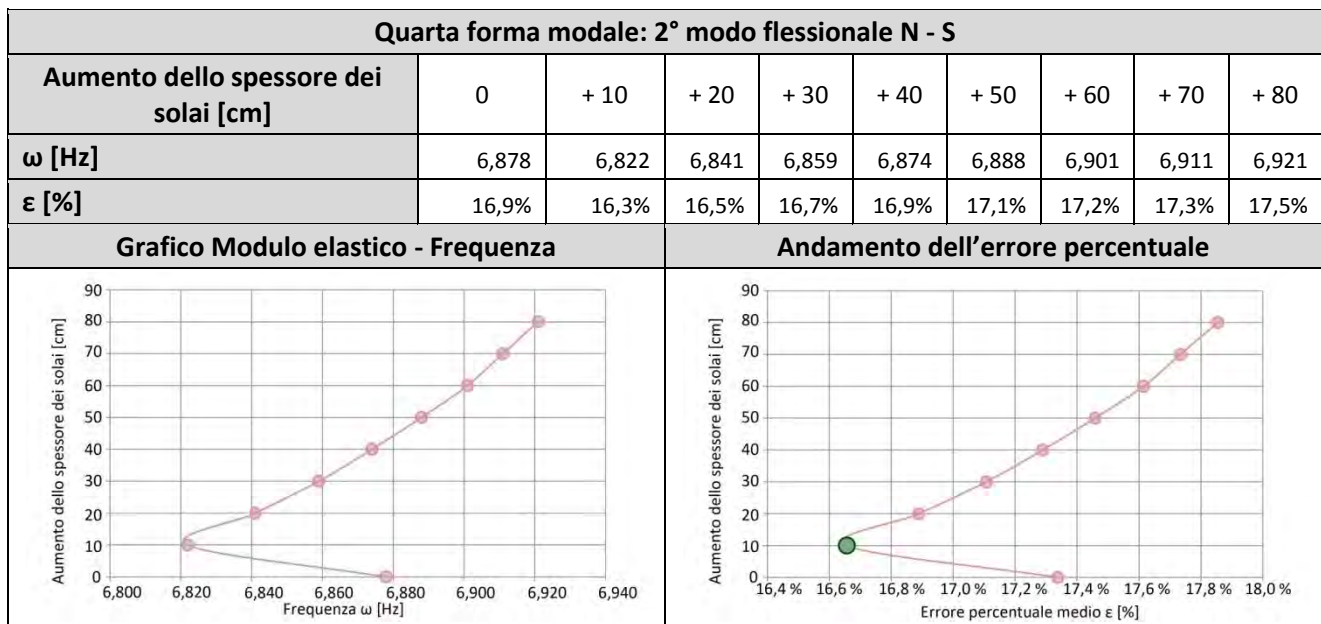 Quarta forma modale: 2° modo flessionale N - S
Aumento dello spessore dei solai [cm] 0 + 10 + 20 + 30 + 40 + 50 + 60 + 70 + 80
ω [Hz] 6,878 6,822 6,841 6,859 6,874 6,888 6,901 6,911 6,921
ε [%] 16,9% 16,3% 16,5% 16,7% 16,9% 17,1% 17,2% 17,3% 17,5%
Grafico Modulo elastico - Frequenza
Andamento dell’errore percentuale
Aumento dello spessore dei solai [cm]
90
80
70
60
50
40
30
20
10
0
6,800 6,820 6,840 6,860 6,880 6,900 6,920 6,940
Frequenza ω [Hz]
Aumento dello spessore dei solai [cm]
90
80
70
60
50
40
30
20
10
0
16,4 % 16,6 % 16,8 % 17,0 % 17,2 % 17,4 % 17,6 % 17,8 % 18,0 %
Errore percentuale medio ε [%]